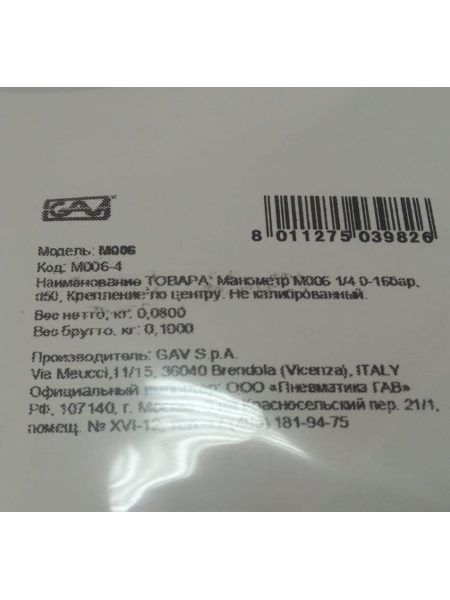 GAV
8 011275 039826
Модель: M006
Код: M006-4
Наименование ТОВАРА: Манометр M006 1/4 0-16бар,
d50, Крепление по центру. Не калиброванный.
Вес нетто, кг: 0,0800
Вес брутто, кг: 0,1000
Производитель: GAV S.p.A.
Via Meucci,11/15, 36040 Brendola (Vicenza), ITALY
Официальный ООО «Пневматика ГАВ»
РФ, 107140, г. Красносельский пер. 21/1,
помещ. № XVI-12, 181-94-75